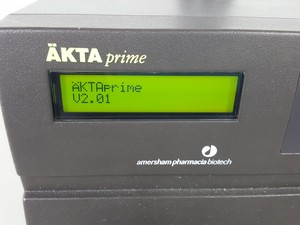 ÄKTA prime
ÄKTAprime
V2.01
amersham pharmacia biotech